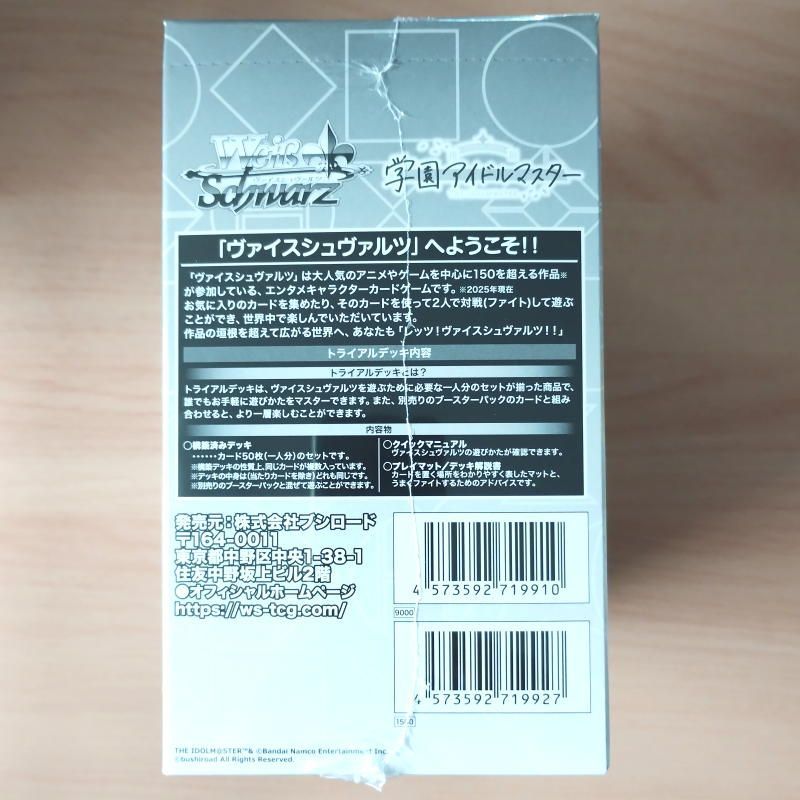 Weiß Schwarz
ヴァイスシュヴァルツ
学園アイドルマスター
「ヴァイスシュヴァルツ」へようこそ!!
「ヴァイスシュヴァルツ」は大人気のアニメやゲームを中心に150を超える作品※
が参加している、エンタメキャラクターカードゲームです。※2025年現在
お気に入りのカードを集めたり、そのカードを使って2人で対戦(ファイト)して遊ぶ
ことができ、世界中で楽しんでいただいています。
作品の垣根を超えて広がる世界へ、あなたも「レッツ!ヴァイスシュヴァルツ!!」
トライアルデッキ内容
トライアルデッキとは?
トライアルデッキは、ヴァイスシュヴァルツを遊ぶために必要な一人分のセットが揃った商品で、
誰でもお手軽に遊びかたをマスターできます。また、別売りのブースターパックのカードと組み
合わせると、より一層楽しむことができます。
内容物
○構築済みデッキ
……カード50枚(一人分)のセットです。
※構築デッキの性質上、同じカードが複数入っています。
※デッキの中身は(当たりカードを除き)どれも同じです。
※別売りのブースターパックと混ぜて遊ぶことができます。
○クイックマニュアル
ヴァイスシュヴァルツの遊びかたが確認できます。
○プレイマット/デッキ解説書
カードを置く場所をわかりやすく表したマットと、
うまくファイトするためのアドバイスです。
発売元:株式会社ブシロード
〒164-0011
東京都中野区中央1-38-1
住友中野坂上ビル2階
●オフィシャルホームページ
https://ws-tcg.com/
4 573592 719910
9000
4 573592 719927
1500
THE IDOLM@STER™& ©Bandai Namco Entertainment Inc.
©bushiroad All Rights Reserved.